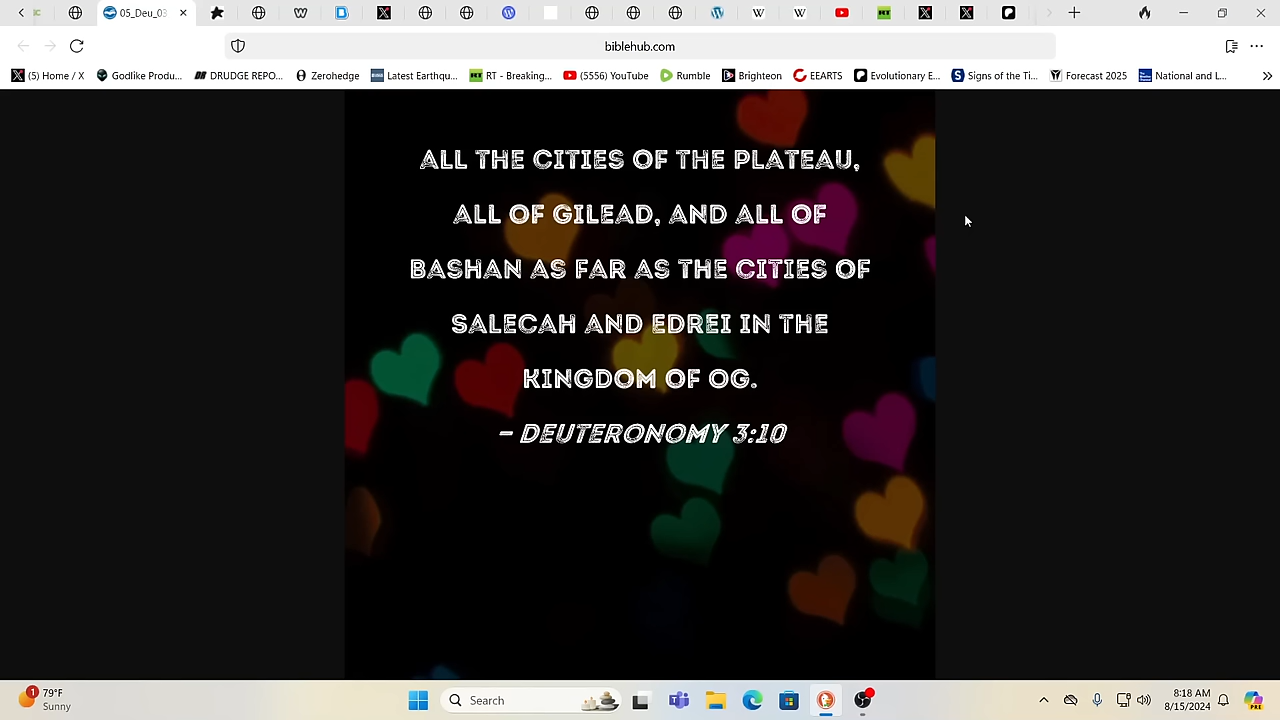 05_Deu_03
biblehub.com
(5) Home / X
Godlike Produ...
DRUDGE REPO...
Zerohedge
Latest Earthqu...
RT - Breaking...
(5556) YouTube
Rumble
Brighteon
EEARTS
Evolutionary E...
Signs of the Ti...
Forecast 2025
National and L...
ALL THE CITIES OF THE PLATEAU,
ALL OF GILEAD, AND ALL OF
BASHAN AS FAR AS THE CITIES OF
SALECAH AND EDREI IN THE
KINGDOM OF OG.
– DEUTERONOMY 3:10
1
79°F
Sunny
Search
8:18 AM
8/15/2024